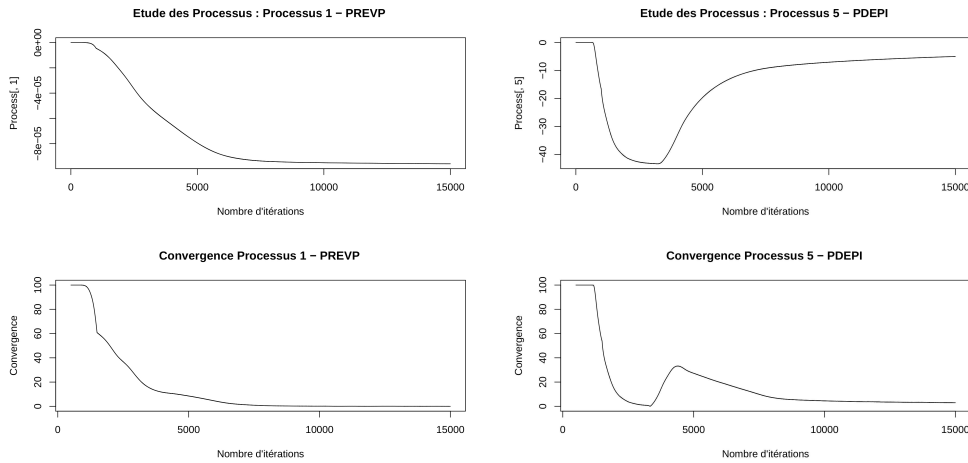 Etude des Processus : Processus 1 − PREVP
Process[, 1]
0e+00
−4e−05
−8e−05
0 5000 10000 15000
Nombre d'itérations
Etude des Processus : Processus 5 − PDEPI
Process[, 5]
0
−10
−20
−30
−40
0 5000 10000 15000
Nombre d'itérations
Convergence Processus 1 − PREVP
Convergence
100
80
60
40
20
0
0 5000 10000 15000
Nombre d'itérations
Convergence Processus 5 − PDEPI
Convergence
100
80
60
40
20
0
0 5000 10000 15000
Nombre d'itérations